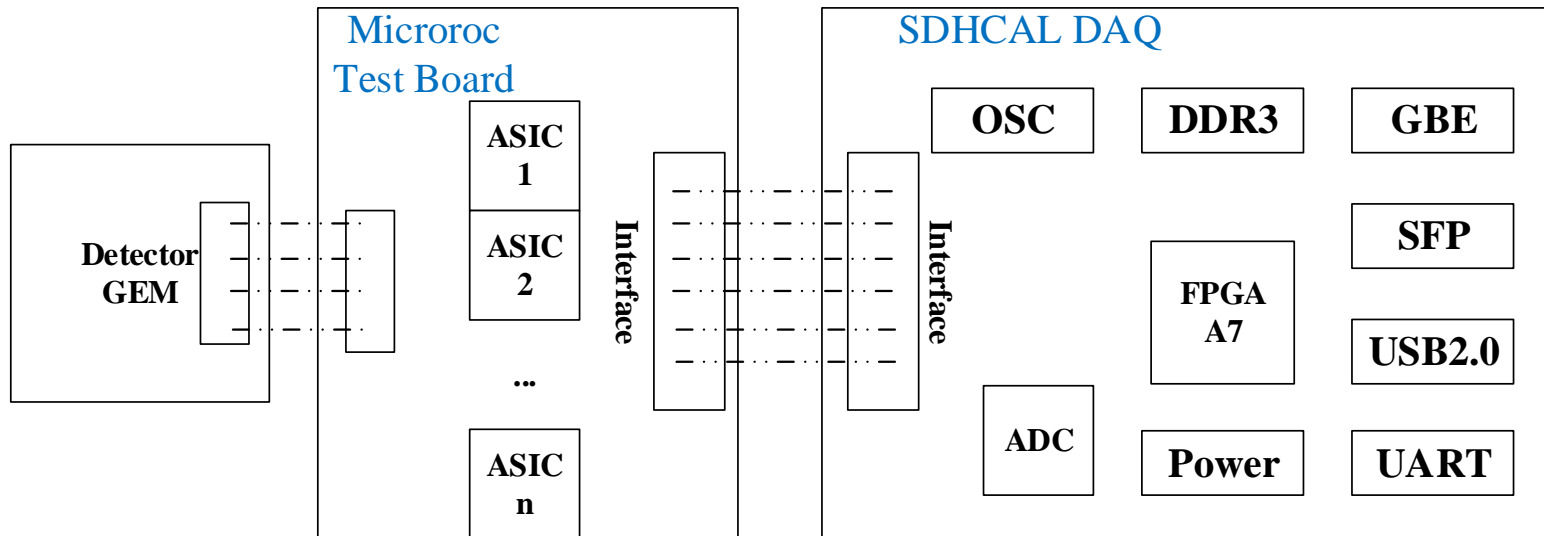 Microroc
Test Board
SDHCAL DAQ
Detector
GEM
ASIC
1
ASIC
2
...
ASIC
n
Interface
Interface
OSC
DDR3
GBE
SFP
FPGA
A7
USB2.0
ADC
Power
UART